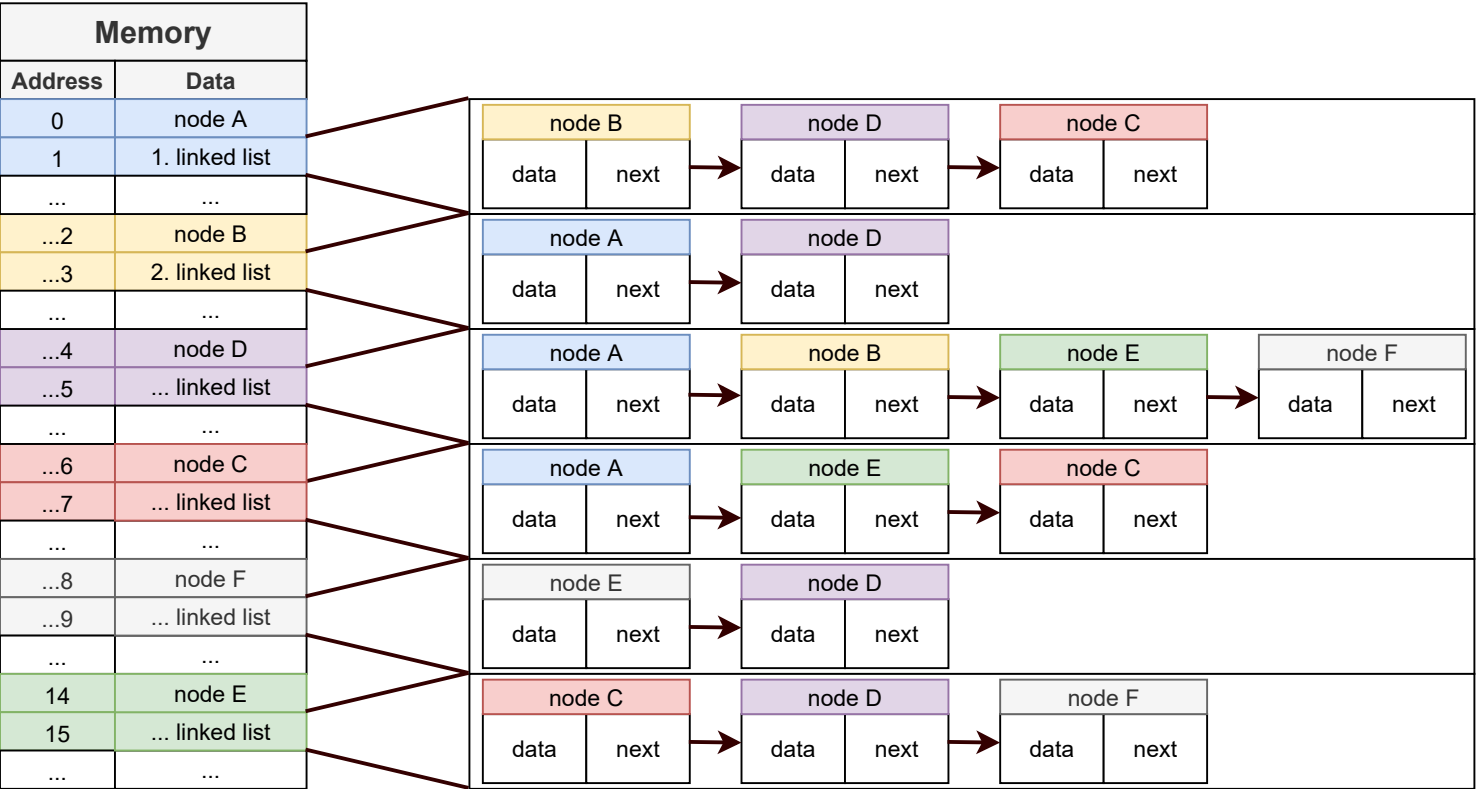 Memory
Address Data
0 node A
1 1. linked list
... ...
...2 node B
...3 2. linked list
... ...
...4 node D
...5 ... linked list
... ...
...6 node C
...7 ... linked list
... ...
...8 node F
...9 ... linked list
... ...
14 node E
15 ... linked list
... ...
node B node D node C
data next data next data next
node A node D
data next data next
node A node B node E node F
data next data next data next data next
node A node E node C
data next data next data next
node E node D
data next data next
node C node D node F
data next data next data next